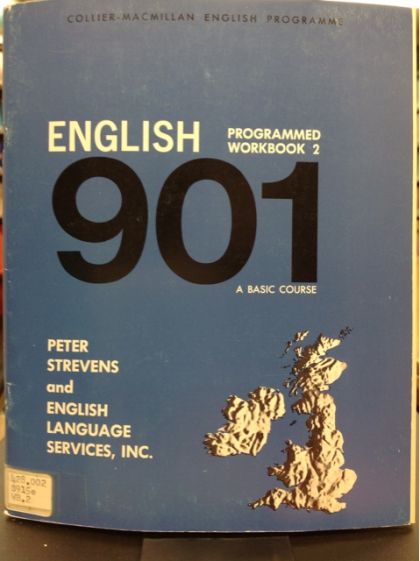 COLLIER-MACMILLAN ENGLISH PROGRAMME
ENGLISH
PROGRAMMED
WORKBOOK 2
901
A BASIC COURSE
PETER
STREVENS
and
ENGLISH
LANGUAGE
SERVICES, INC.